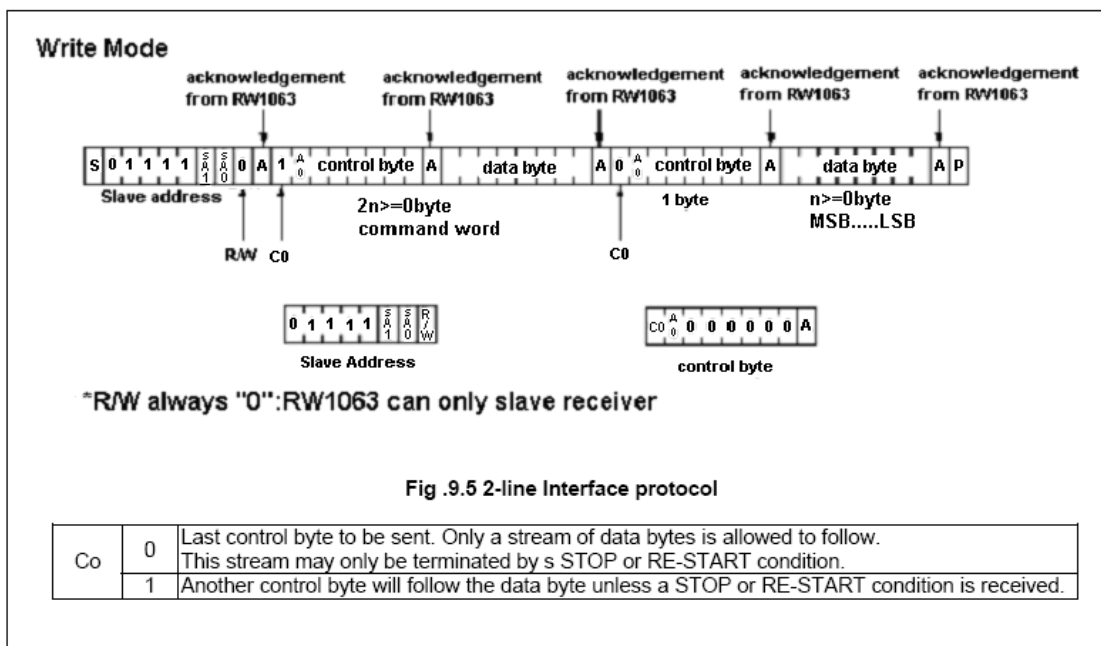 Write Mode
acknowledgement from RW1063
acknowledgement from RW1063
acknowledgement from RW1063
acknowledgement from RW1063
acknowledgement from RW1063
S 0 1 1 1 1 SA1 SA0 0 A 1 A0 control byte A data byte A 0 A0 control byte A data byte A P
Slave address
2n>=0byte
command word
1 byte
n>=0byte
MSB.....LSB
R/W
C0
C0
0 1 1 1 1 SA1 SA0 R/W
Slave Address
C0 A0 0 0 0 0 0 0 A
control byte
*R/W always "0":RW1063 can only slave receiver
Fig .9.5 2-line Interface protocol
Co
0
Last control byte to be sent. Only a stream of data bytes is allowed to follow.
This stream may only be terminated by s STOP or RE-START condition.
1
Another control byte will follow the data byte unless a STOP or RE-START condition is received.